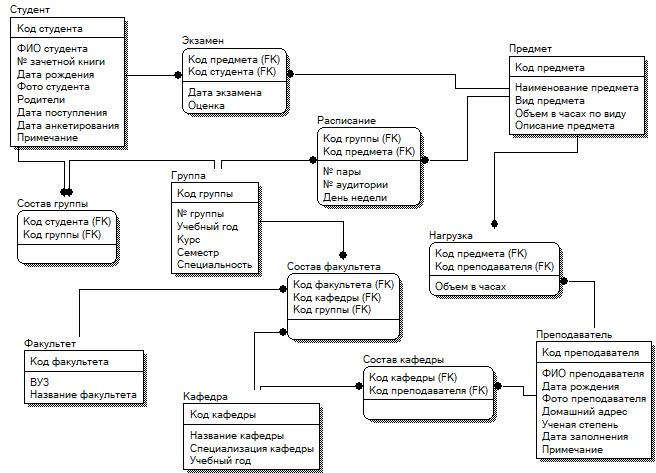 Студент
Код студента
ФИО студента
№ зачетной книги
Дата рождения
Фото студента
Родители
Дата поступления
Дата анкетирования
Примечание
Экзамен
Код предмета (FK)
Код студента (FK)
Дата экзамена
Оценка
Предмет
Код предмета
Наименование предмета
Вид предмета
Объем в часах по виду
Описание предмета
Расписание
Код группы (FK)
Код предмета (FK)
№ пары
№ аудитории
День недели
Состав группы
Код студента (FK)
Код группы (FK)
Группа
Код группы
№ группы
Учебный год
Курс
Семестр
Специальность
Нагрузка
Код предмета (FK)
Код преподавателя (FK)
Объем в часах
Состав факультета
Код факультета (FK)
Код кафедры (FK)
Код группы (FK)
Факультет
Код факультета
ВУЗ
Название факультета
Кафедра
Код кафедры
Название кафедры
Специализация кафедры
Учебный год
Состав кафедры
Код кафедры (FK)
Код преподавателя (FK)
Преподаватель
Код преподавателя
ФИО преподавателя
Дата рождения
Фото преподавателя
Домашний адрес
Ученая степень
Дата заполнения
Примечание